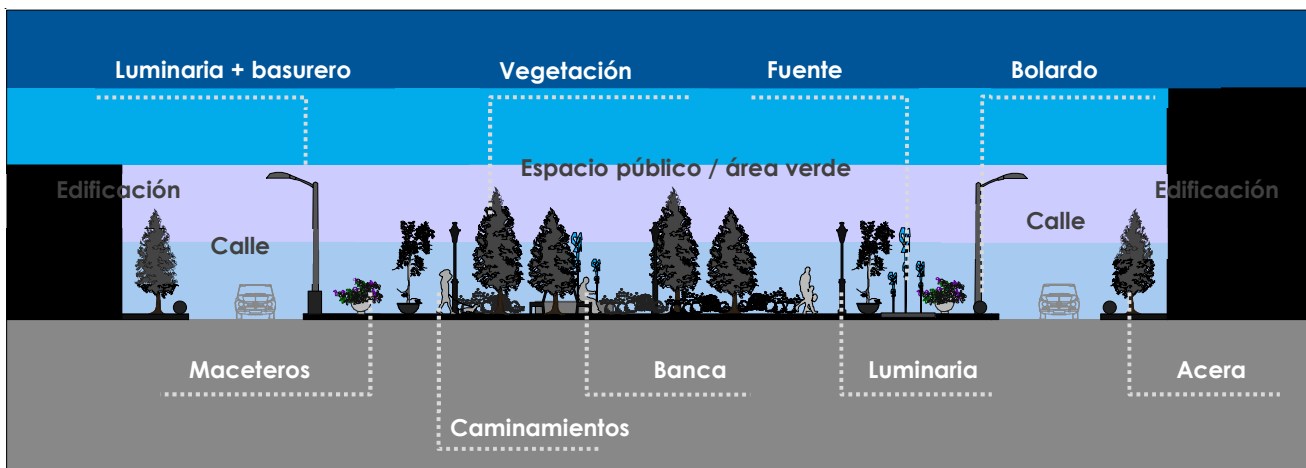 Luminaria + basurero
Vegetación
Fuente
Bolardo
Espacio público / área verde
Edificación
Edificación
Calle
Calle
Maceteros
Banca
Luminaria
Acera
Caminamientos